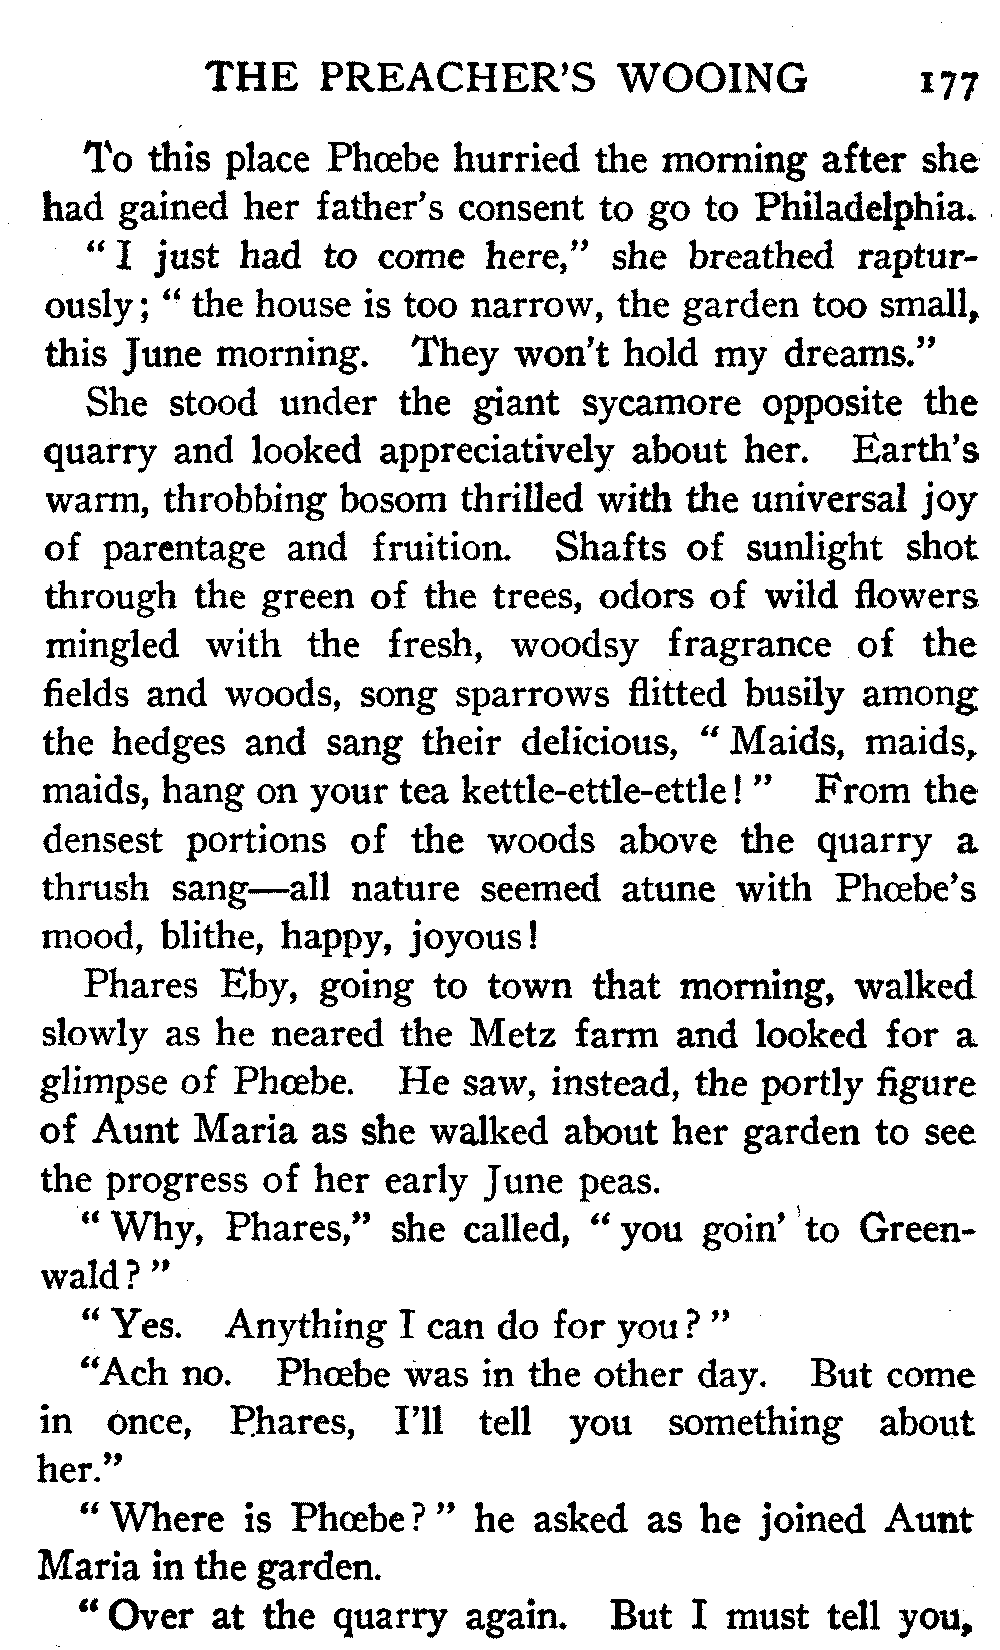 THE PREACHER'S WOOING 177
To this place Phœbe hurried the morning after she
had gained her father's consent to go to Philadelphia.
“I just had to come here,” she breathed raptur-
ously; “the house is too narrow, the garden too small,
this June morning. They won't hold my dreams.”
She stood under the giant sycamore opposite the
quarry and looked appreciatively about her. Earth's
warm, throbbing bosom thrilled with the universal joy
of parentage and fruition. Shafts of sunlight shot
through the green of the trees, odors of wild flowers
mingled with the fresh, woodsy fragrance of the
fields and woods, song sparrows flitted busily among
the hedges and sang their delicious, “Maids, maids,
maids, hang on your tea kettle-ettle-ettle!” From the
densest portions of the woods above the quarry a
thrush sang—all nature seemed atune with Phœbe's
mood, blithe, happy, joyous!
Phares Eby, going to town that morning, walked
slowly as he neared the Metz farm and looked for a
glimpse of Phœbe. He saw, instead, the portly figure
of Aunt Maria as she walked about her garden to see
the progress of her early June peas.
“Why, Phares,” she called, “you goin' to Green-
wald?”
“Yes. Anything I can do for you?”
“Ach no. Phœbe was in the other day. But come
in once, Phares, I'll tell you something about
her.”
“Where is Phœbe?” he asked as he joined Aunt
Maria in the garden.
“Over at the quarry again. But I must tell you,